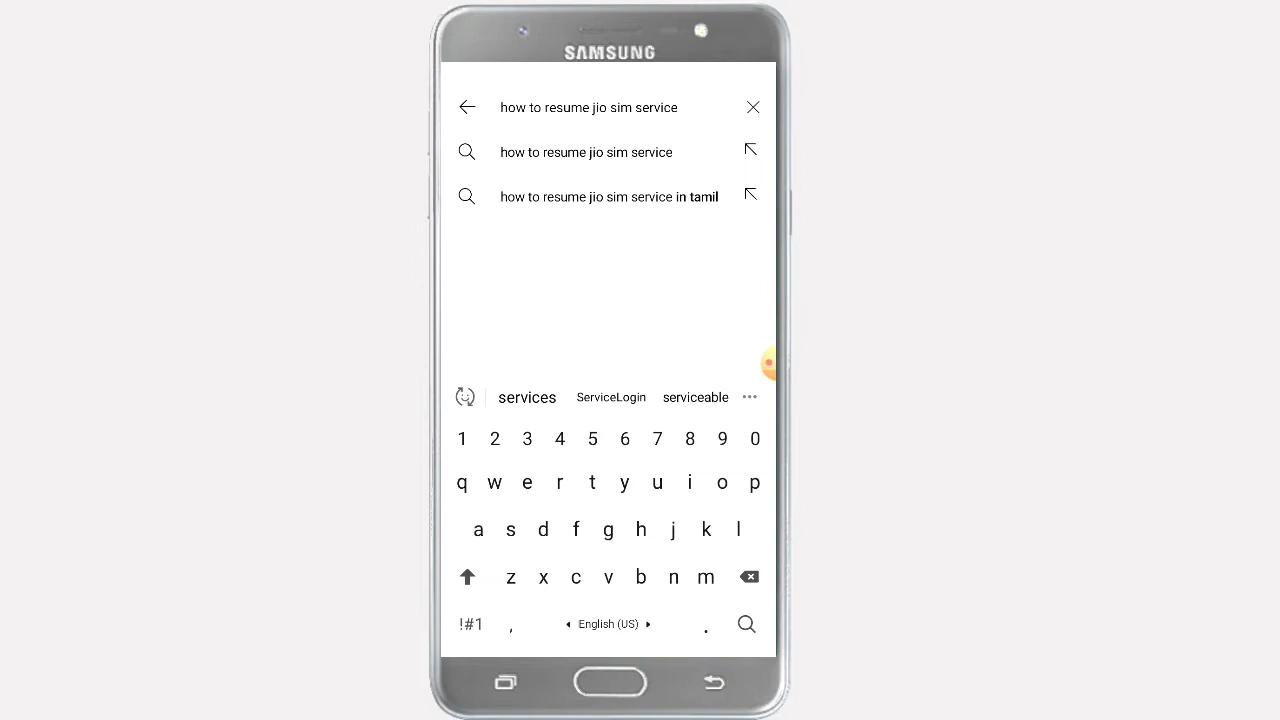 SAMSUNG
how to resume jio sim service
how to resume jio sim service
how to resume jio sim service in tamil
services ServiceLogin serviceable
1 2 3 4 5 6 7 8 9 0
q w e r t y u i o p
a s d f g h j k l
z x c v b n m
!#1 , English (US) .